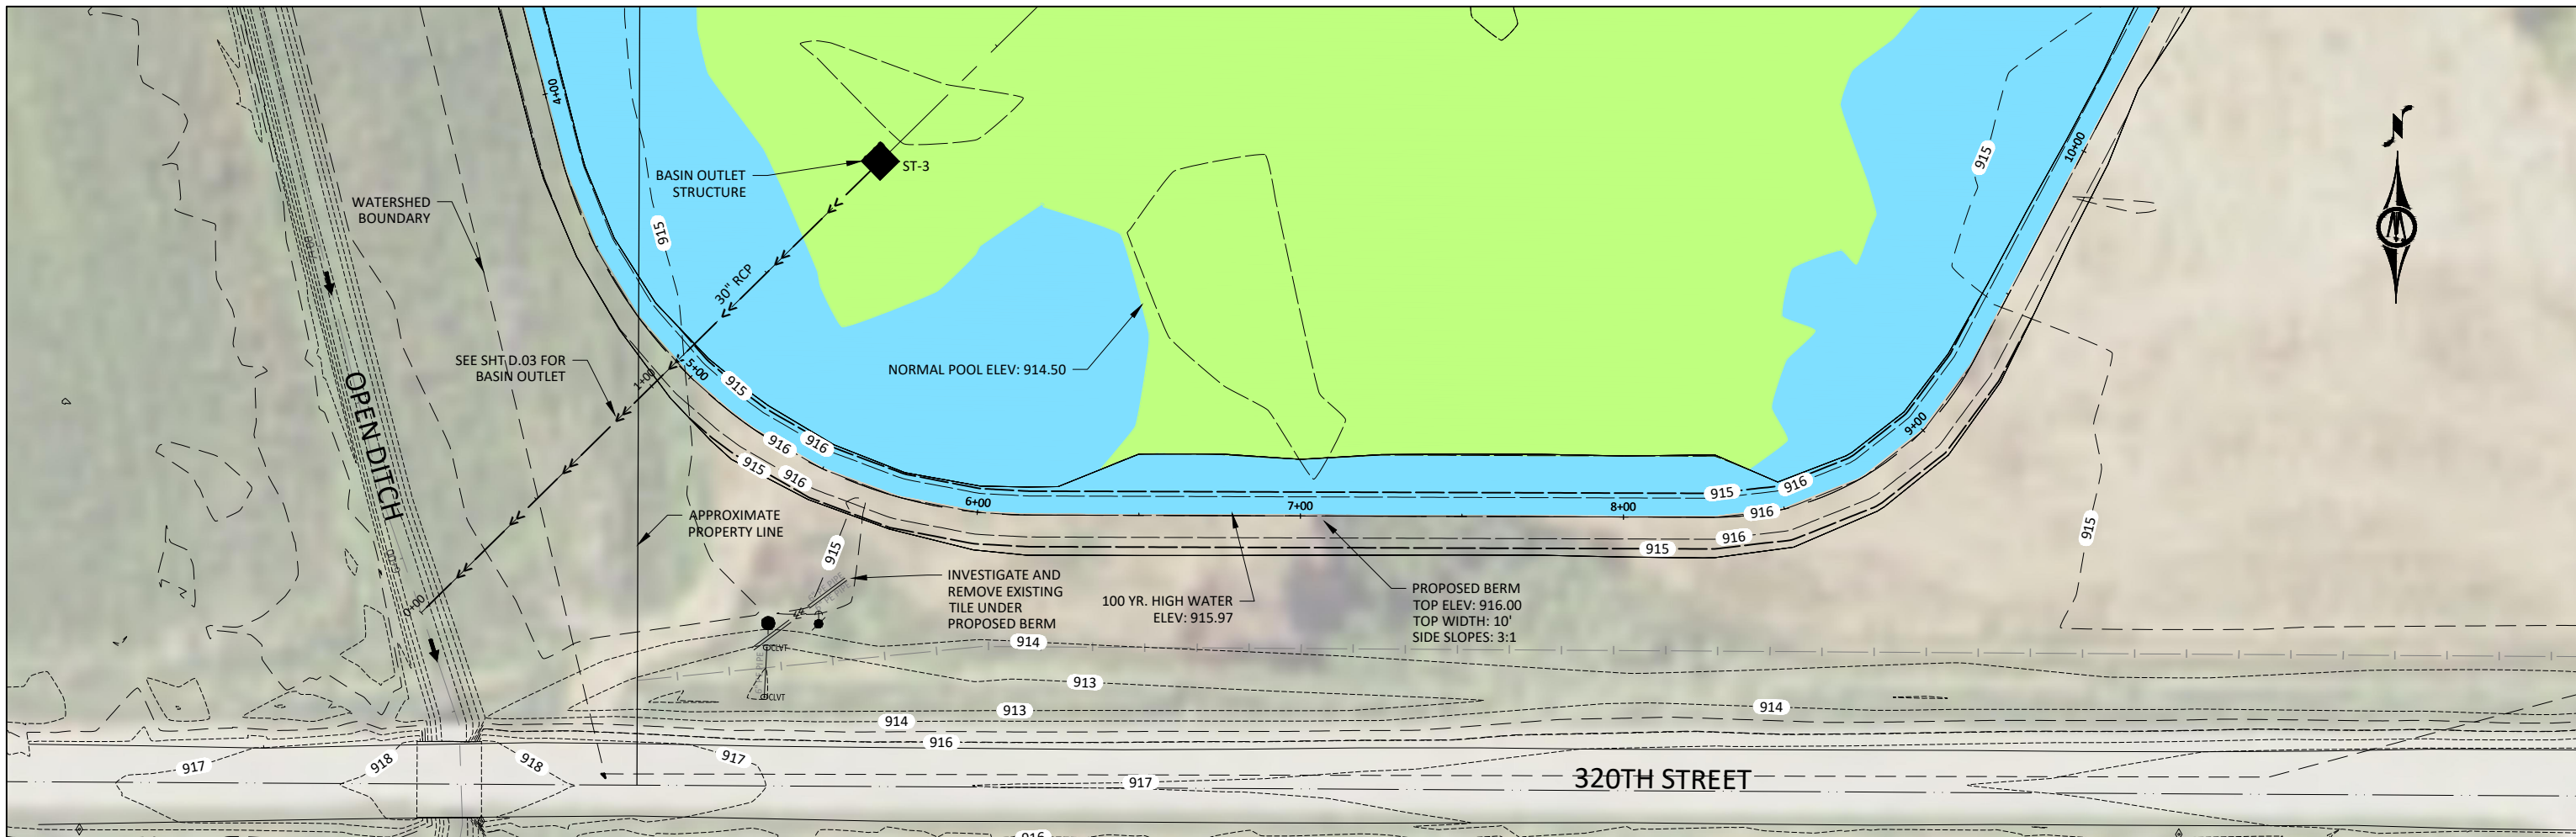 4+00
BASIN OUTLET
STRUCTURE
ST-3
WATERSHED
BOUNDARY
915
915
10+00
N
30" RCP
SEE SHT D.03 FOR
BASIN OUTLET
1+00
5+00
915
NORMAL POOL ELEV: 914.50
OPEN DITCH
916
916
915
916
9+00
6+00
7+00
8+00
915
916
916
916
915
915
APPROXIMATE
PROPERTY LINE
915
INVESTIGATE AND
REMOVE EXISTING
TILE UNDER
PROPOSED BERM
100 YR. HIGH WATER
ELEV: 915.97
PROPOSED BERM
TOP ELEV: 916.00
TOP WIDTH: 10'
SIDE SLOPES: 3:1
0+00
CLVT
CLVT
914
913
913
914
914
916
917
918
918
917
917
320TH STREET
916